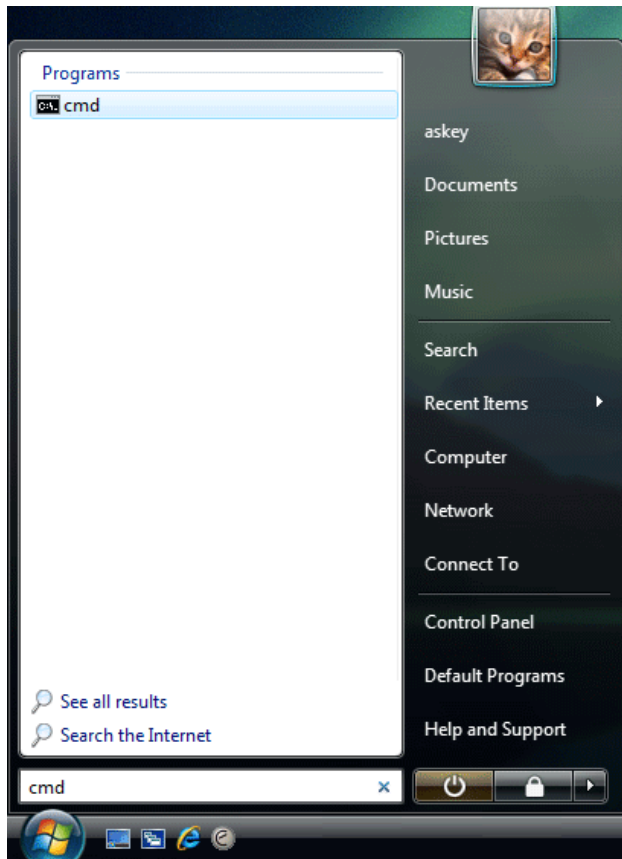 Programs
cmd
See all results
Search the Internet
cmd
askey
Documents
Pictures
Music
Search
Recent Items
Computer
Network
Connect To
Control Panel
Default Programs
Help and Support